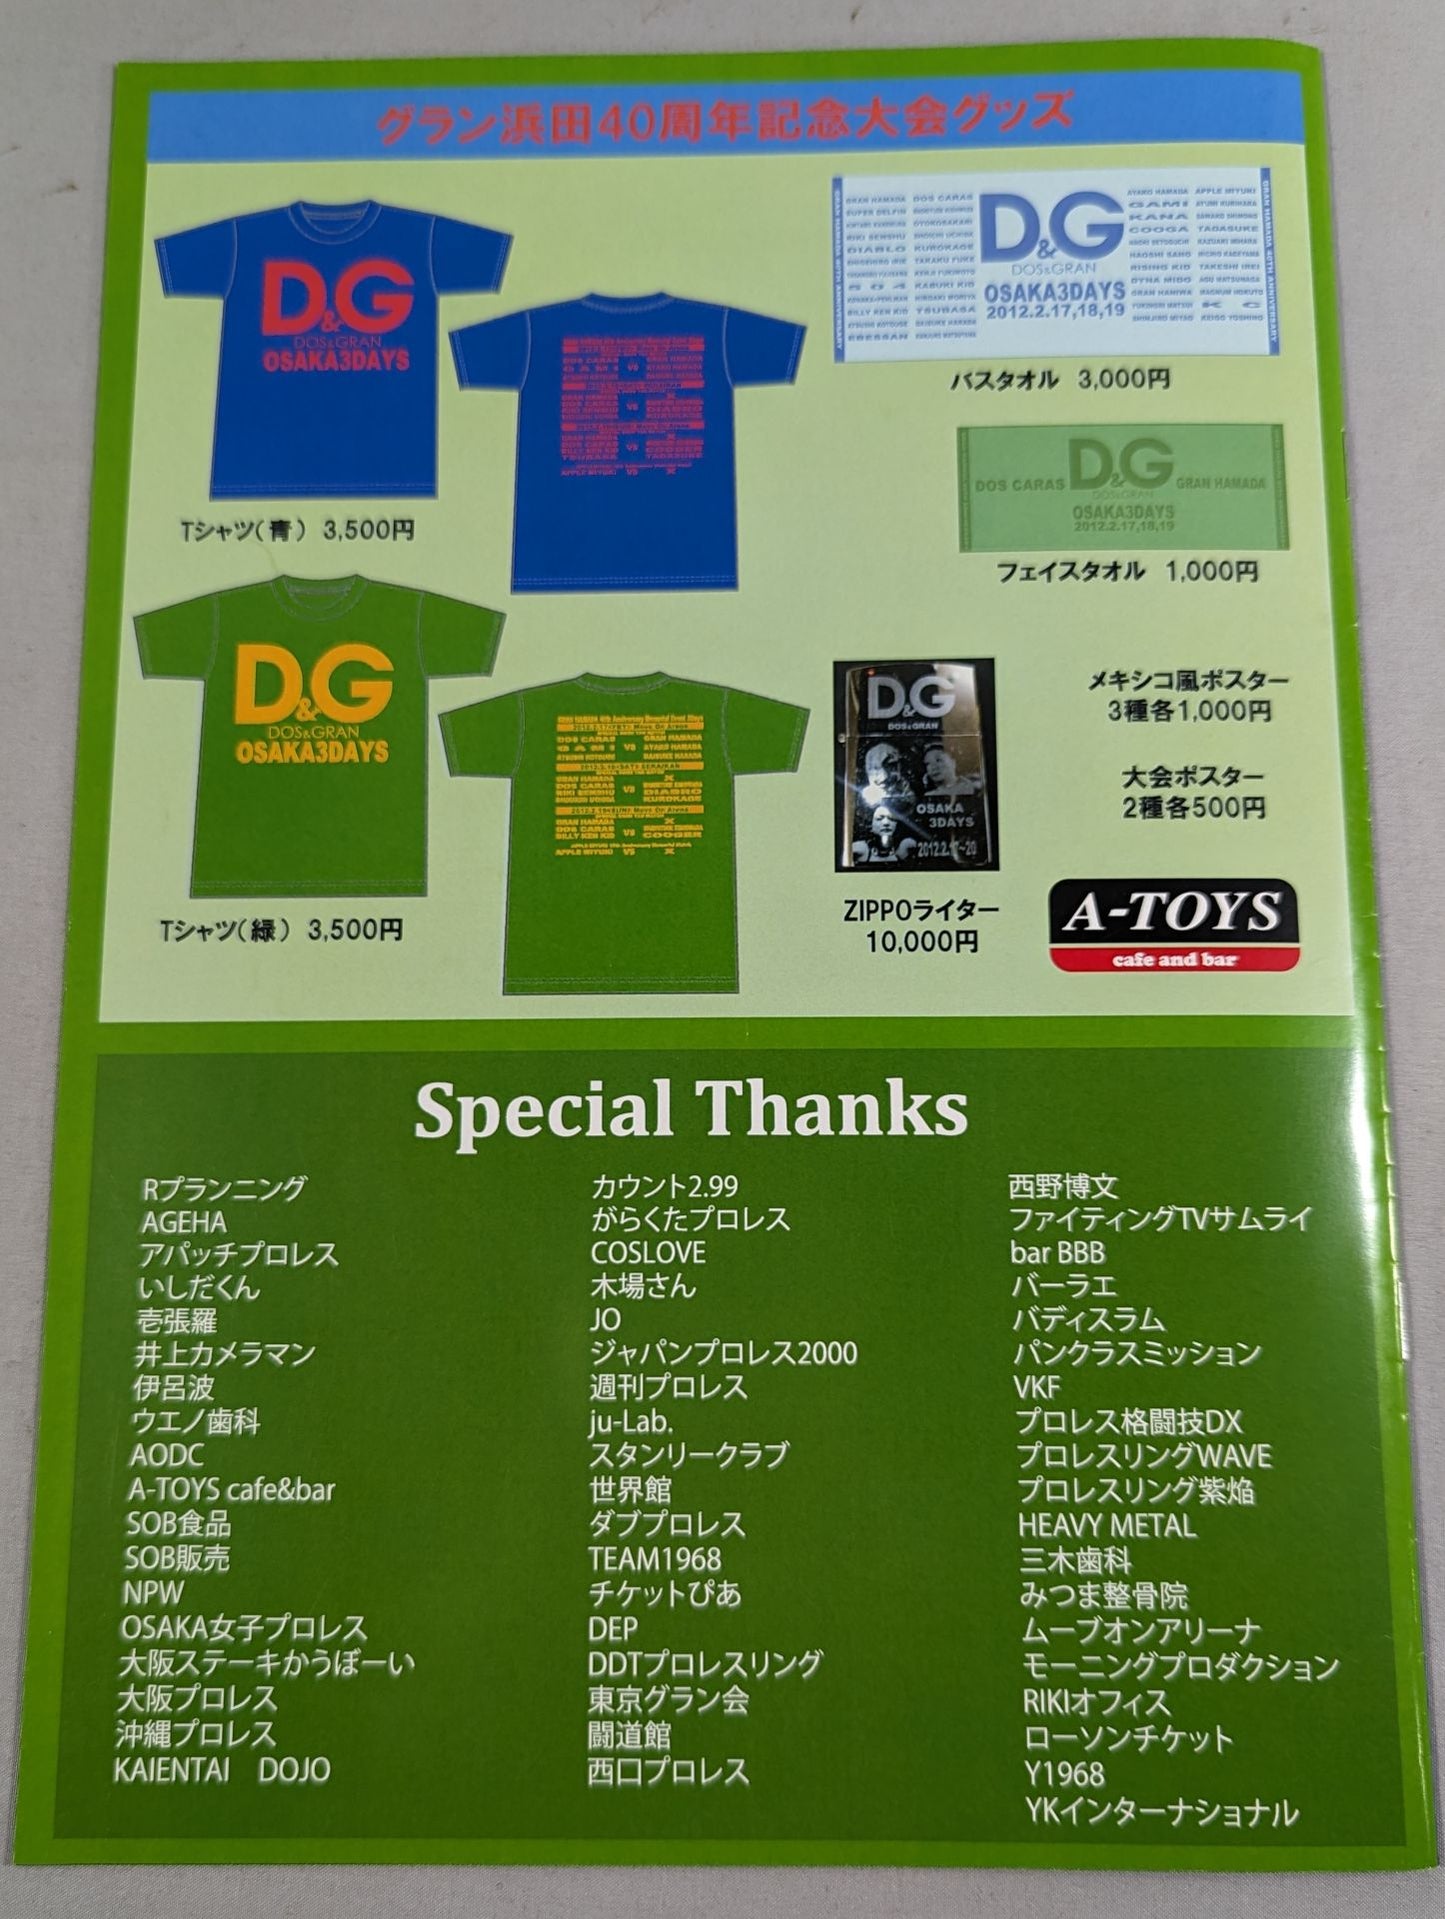 グラン浜田40周年記念大会グッズ
D&G
DOS&GRAN
OSAKA3DAYS
Tシャツ(青) 3,500円
D&G
DOS&GRAN
OSAKA3DAYS
Tシャツ(緑) 3,500円
GRAN HAMADA 40TH ANNIVERSARY
D&G
DOS&GRAN
OSAKA3DAYS
2012.2.17,18,19
GRAN HAMADA 40TH ANNIVERSARY
バスタオル 3,000円
DOS CARAS
D&G
DOS&GRAN
OSAKA3DAYS
2012.2.17,18,19
GRAN HAMADA
フェイスタオル 1,000円
D&G
DOS&GRAN
OSAKA
3DAYS
2012.2.17~20
ZIPPOライター
10,000円
メキシコ風ポスター
3種各1,000円
大会ポスター
2種各500円
A-TOYS
cafe and bar
Special Thanks
Rプランニング
AGEHA
アパッチプロレス
いしだくん
壱張羅
井上カメラマン
伊呂波
ウエノ歯科
AODC
A-TOYS cafe&bar
SOB食品
SOB販売
NPW
OSAKA女子プロレス
大阪ステーキかうぼーい
大阪プロレス
沖縄プロレス
KAIENTAI DOJO
カウント2.99
がらくたプロレス
COSLOVE
木場さん
JO
ジャパンプロレス2000
週刊プロレス
ju-Lab.
スタンリークラブ
世界館
ダブプロレス
TEAM1968
チケットぴあ
DEP
DDTプロレスリング
東京グラン会
闘道館
西口プロレス
西野博文
ファイティングTVサムライ
bar BBB
バーラエ
バディスラム
パンクラスミッション
VKF
プロレス格闘技DX
プロレスリングWAVE
プロレスリング紫焔
HEAVY METAL
三木歯科
みつま整骨院
ムーブオンアリーナ
モーニングプロダクション
RIKIオフィス
ローソンチケット
Y1968
YKインターナショナル